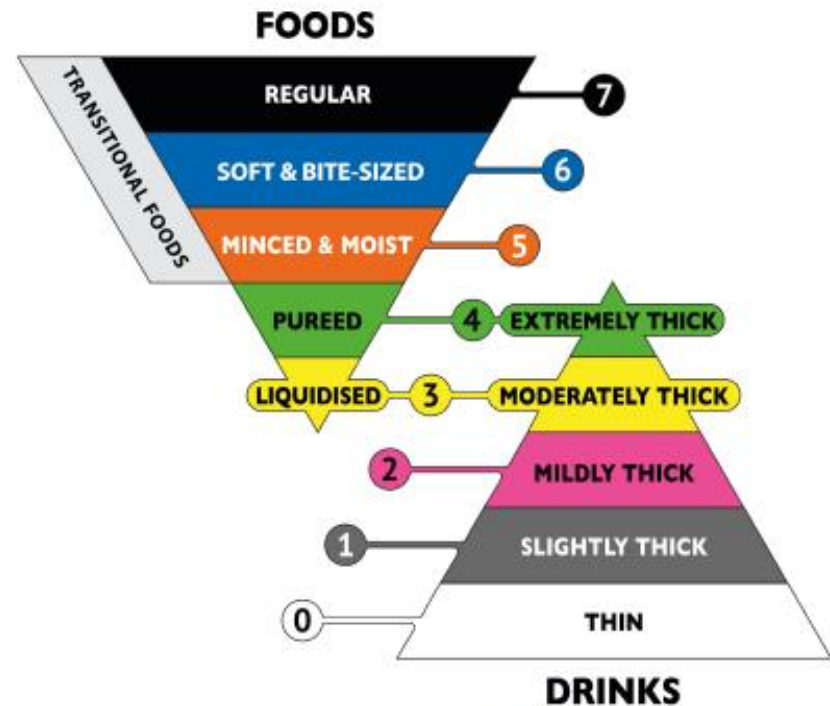 FOODS
TRANSITIONAL FOODS
REGULAR
7
SOFT & BITE-SIZED
6
MINCED & MOIST
5
PUREED
4
EXTREMELY THICK
LIQUIDISED
3
MODERATELY THICK
2
MILDLY THICK
1
SLIGHTLY THICK
0
THIN
DRINKS